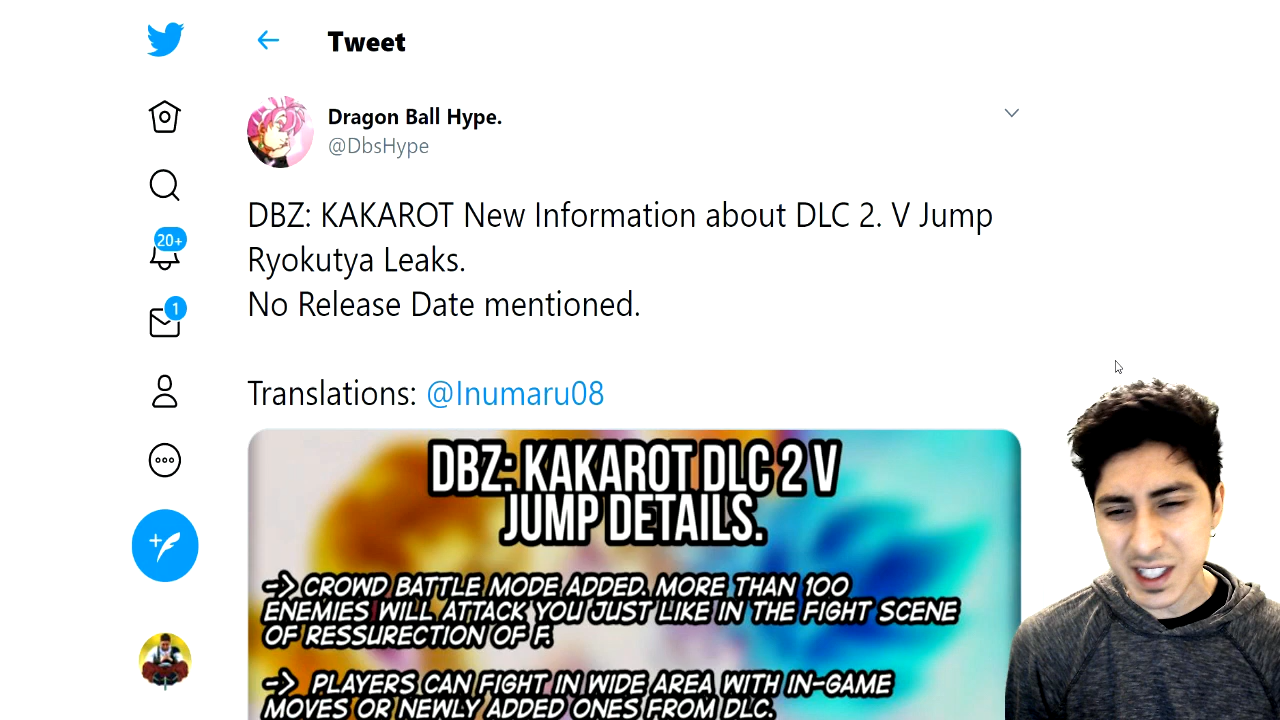 Tweet
Dragon Ball Hype.
@DbsHype
DBZ: KAKAROT New Information about DLC 2. V Jump
Ryokutya Leaks.
No Release Date mentioned.
Translations: @Inumaru08
20+
1
DBZ: KAKAROT DLC 2 V
JUMP DETAILS.
-> CROWD BATTLE MODE ADDED. MORE THAN 100
ENEMIES WILL ATTACK YOU JUST LIKE IN THE FIGHT SCENE
OF RESSURECTION OF F.
-> PLAYERS CAN FIGHT IN WIDE AREA WITH IN-GAME
MOVES OR NEWLY ADDED ONES FROM DLC.